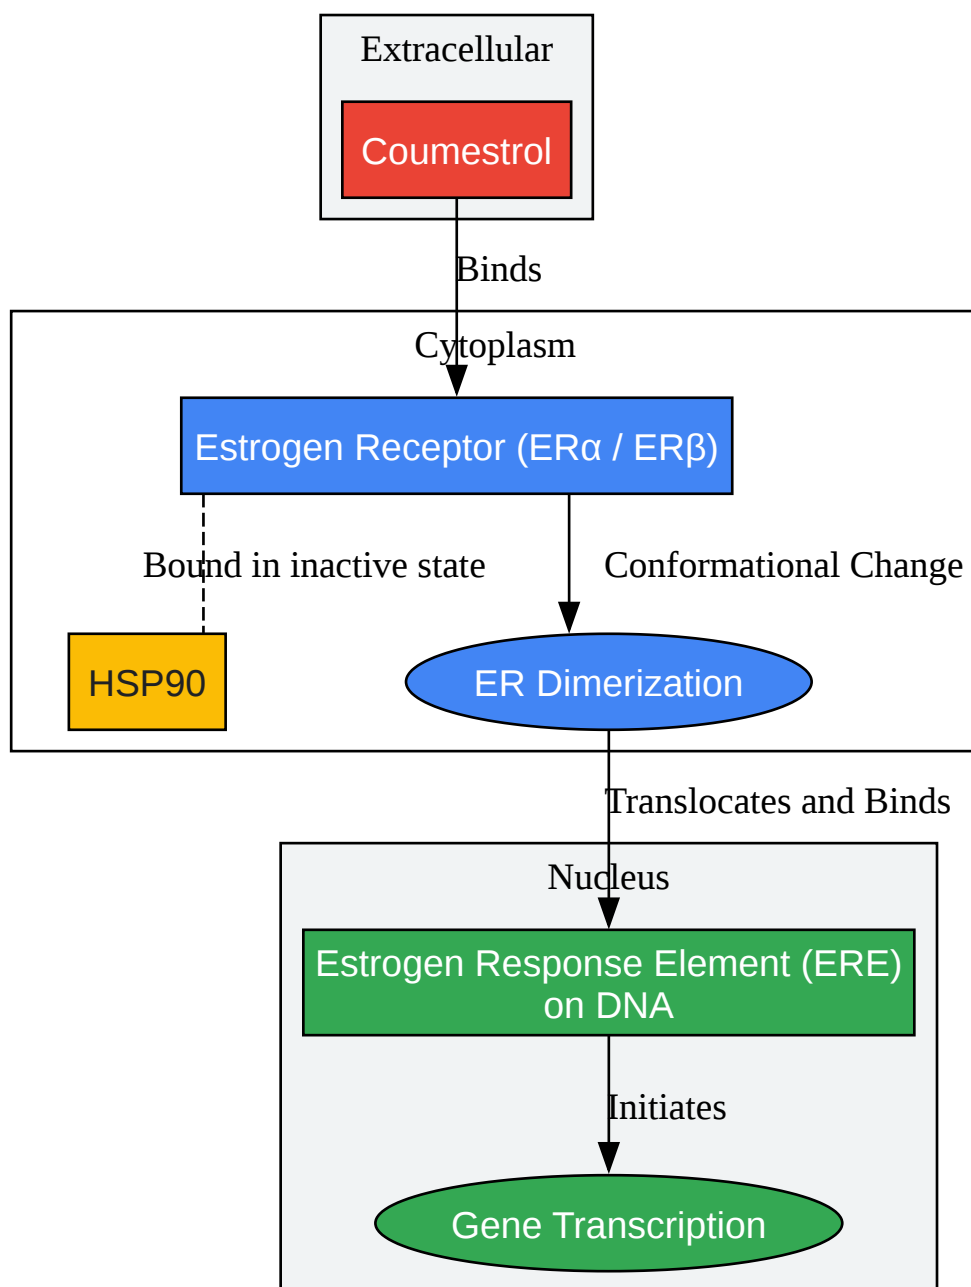 Extracellular
Coumestrol
Binds
Cytoplasm
Estrogen Receptor (ERα / ERβ)
Bound in inactive state
Conformational Change
HSP90
ER Dimerization
Translocates and Binds
Nucleus
Estrogen Response Element (ERE)
on DNA
Initiates
Gene Transcription